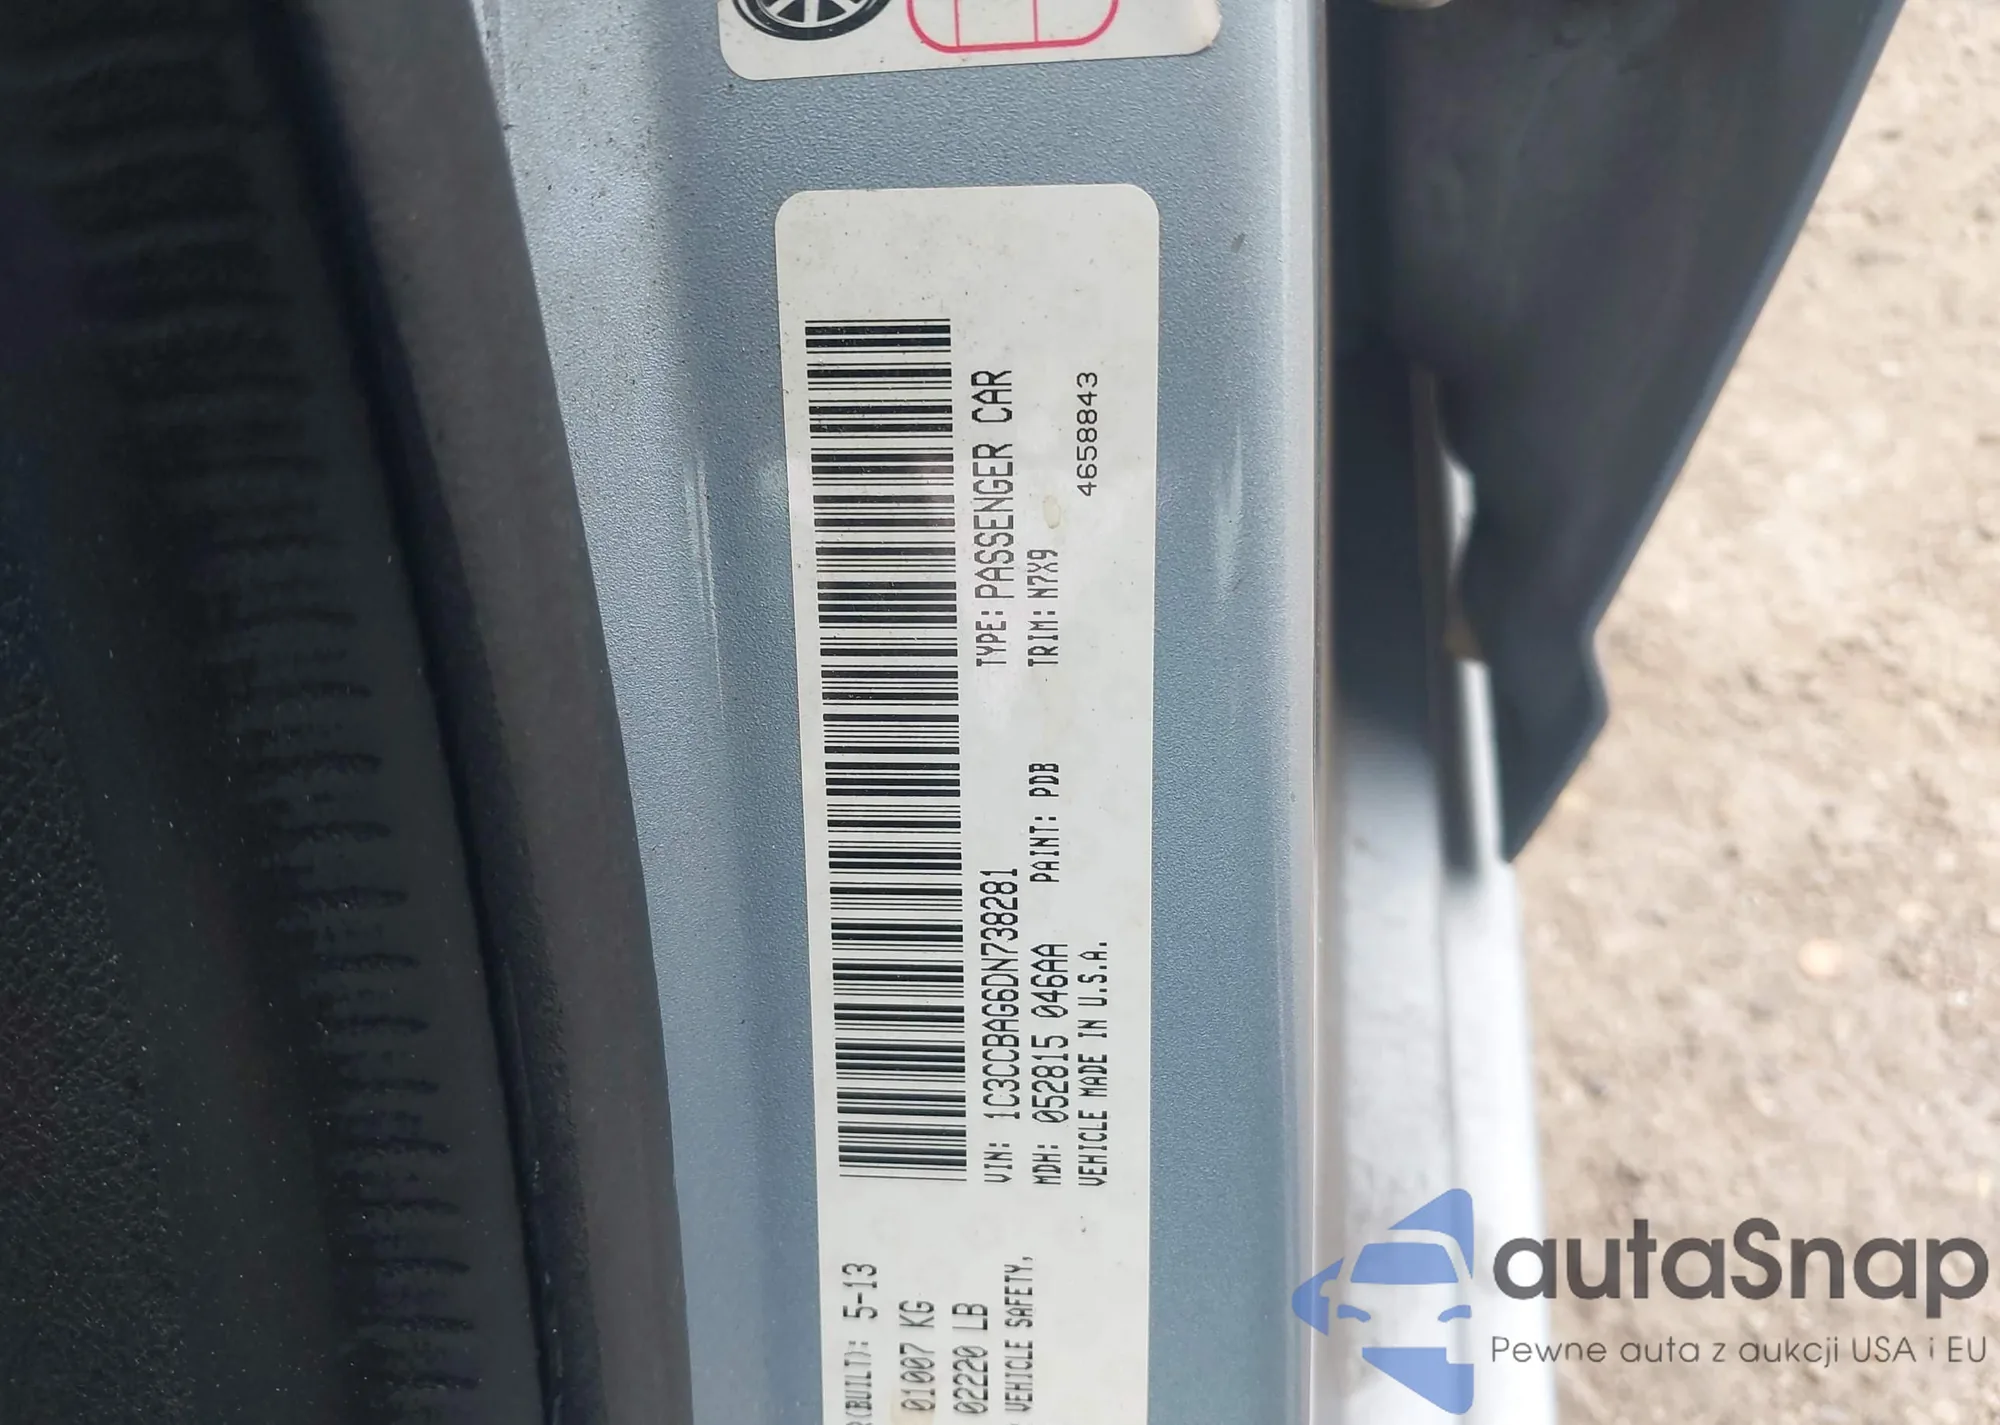 (BUILT): 5-13
01007 KG
02220 LB
VEHICLE SAFETY,
VIN: 1C3CCBAG6DN738281
TYPE: PASSENGER CAR
MDH: 052815 046AA
PAINT: PDB
TRIM: N7X9
VEHICLE MADE IN U.S.A.
4658843
autaSnap
Pewne auta z aukcji USA i EU